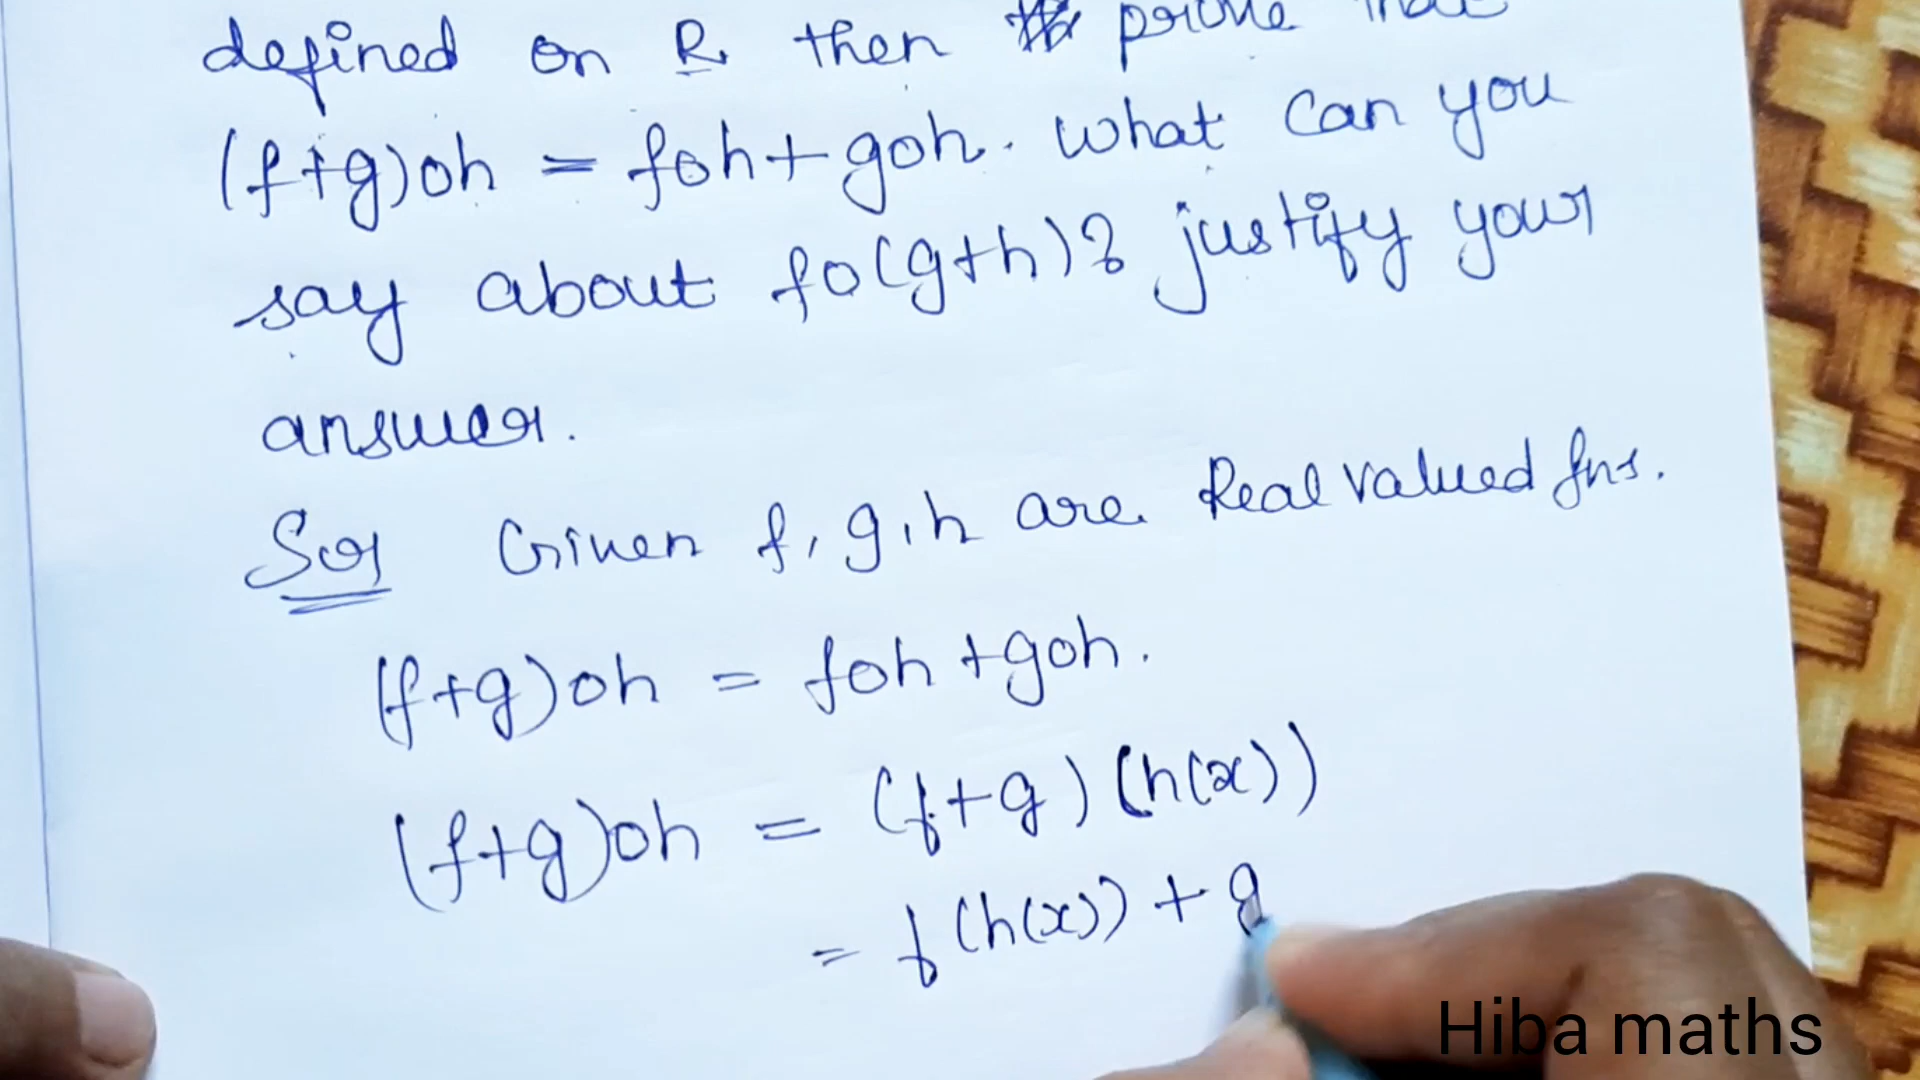 defined on R then prove that
(f+g)oh = foh+goh. What can you
say about fo(g+h)? justify your
answer.
Sol Given f, g, h are Real valued fns.
(f+g)oh = foh +goh.
(f+g)oh = (f+g) (h(x))
= f(h(x)) + g
Hiba maths